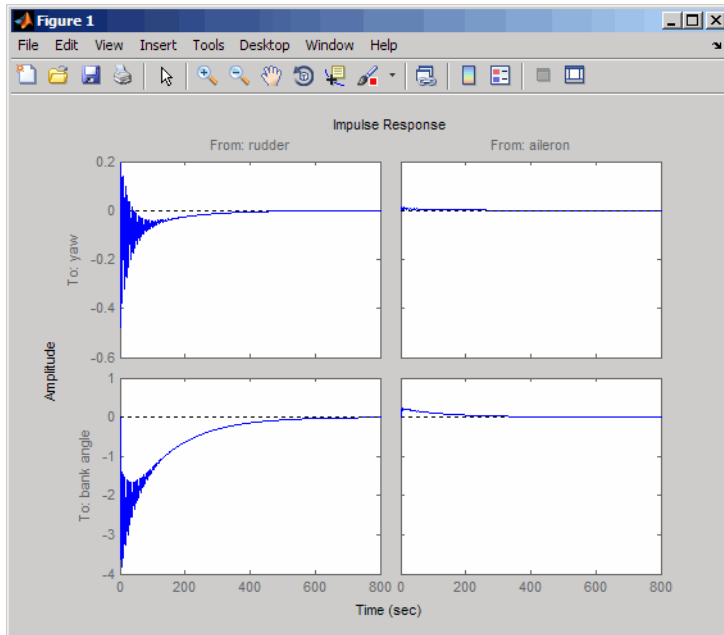 Figure 1
File Edit View Insert Tools Desktop Window Help
Impulse Response
From: rudder
From: aileron
0.2
0
-0.2
-0.4
-0.6
To: yaw
Amplitude
1
0
-1
-2
-3
-4
To: bank angle
0 200 400 600 800
0 200 400 600 800
Time (sec)